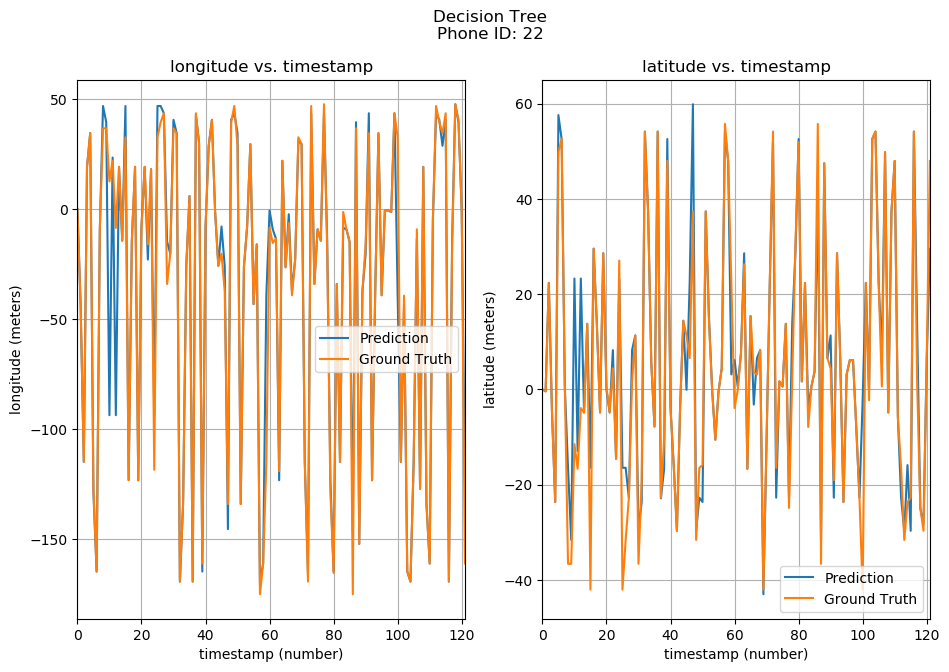 Decision Tree
Phone ID: 22
longitude vs. timestamp
longitude (meters)
50
0
−50
−100
−150
Prediction
Ground Truth
0 20 40 60 80 100 120
timestamp (number)
latitude vs. timestamp
latitude (meters)
60
40
20
0
−20
−40
Prediction
Ground Truth
0 20 40 60 80 100 120
timestamp (number)